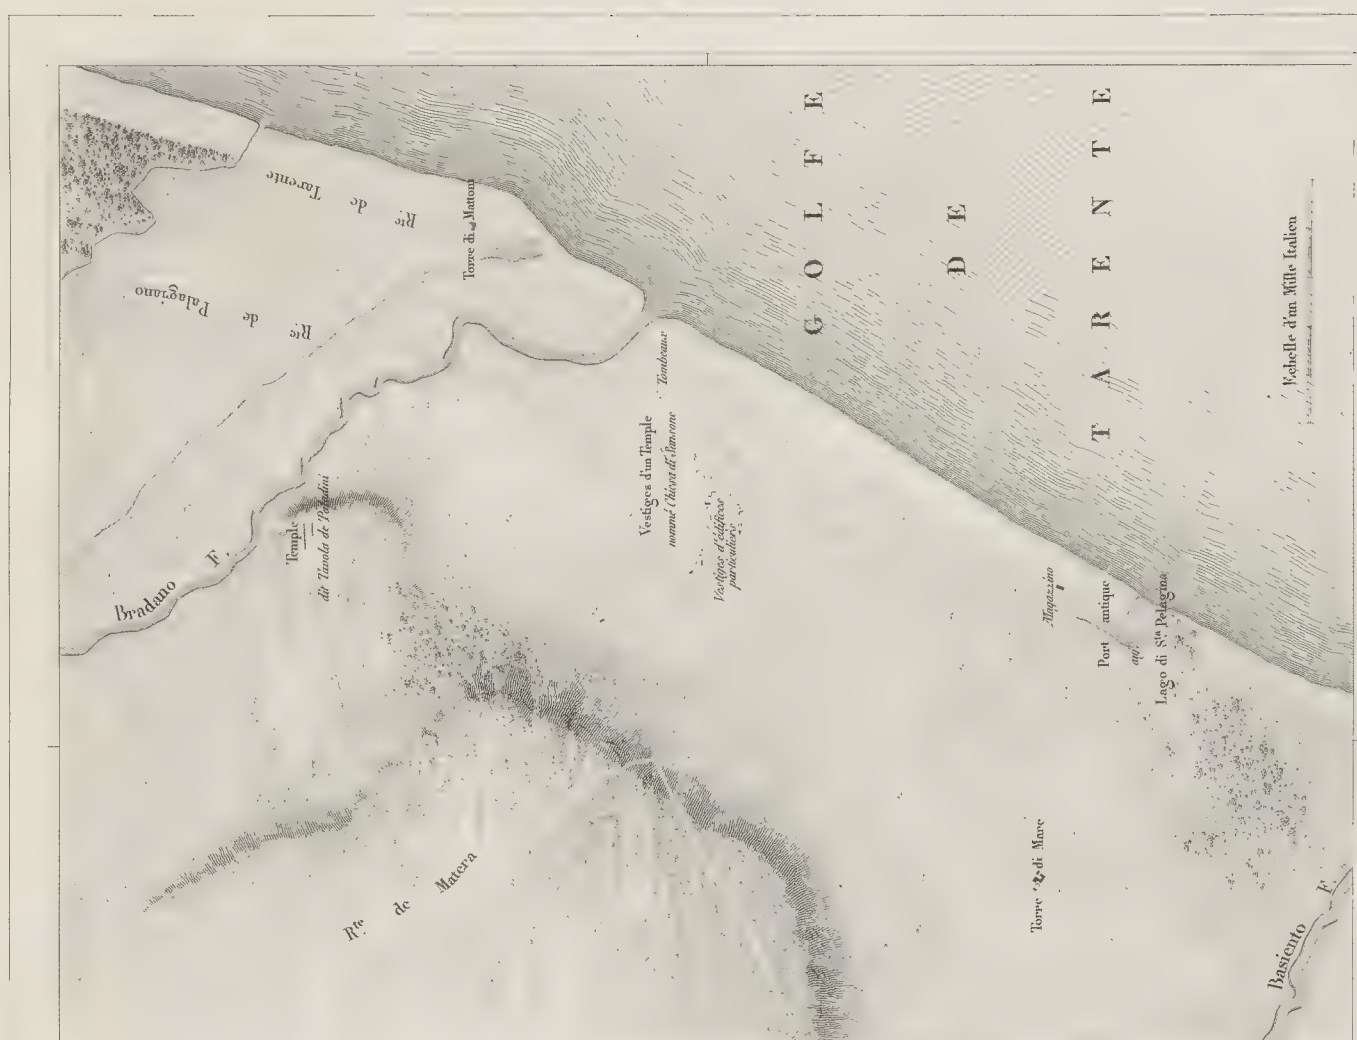 GOLFE
DE
TARENTE
Echelle d'un Mille Italien
Rte. de Tarente
Torre di Mattoni
Rte. de Palagiano
Bradano F.
Temple
dit Tavola de Paladini
Tombeaux
Vestiges d'un Temple
nommé Chiesa di Sansone
Vestiges d'édifices
particuliers
Magazzino
Port antique
Lago di Sta. Pelagina
Rte. de Matera
Torre di Mare
Basiento F.